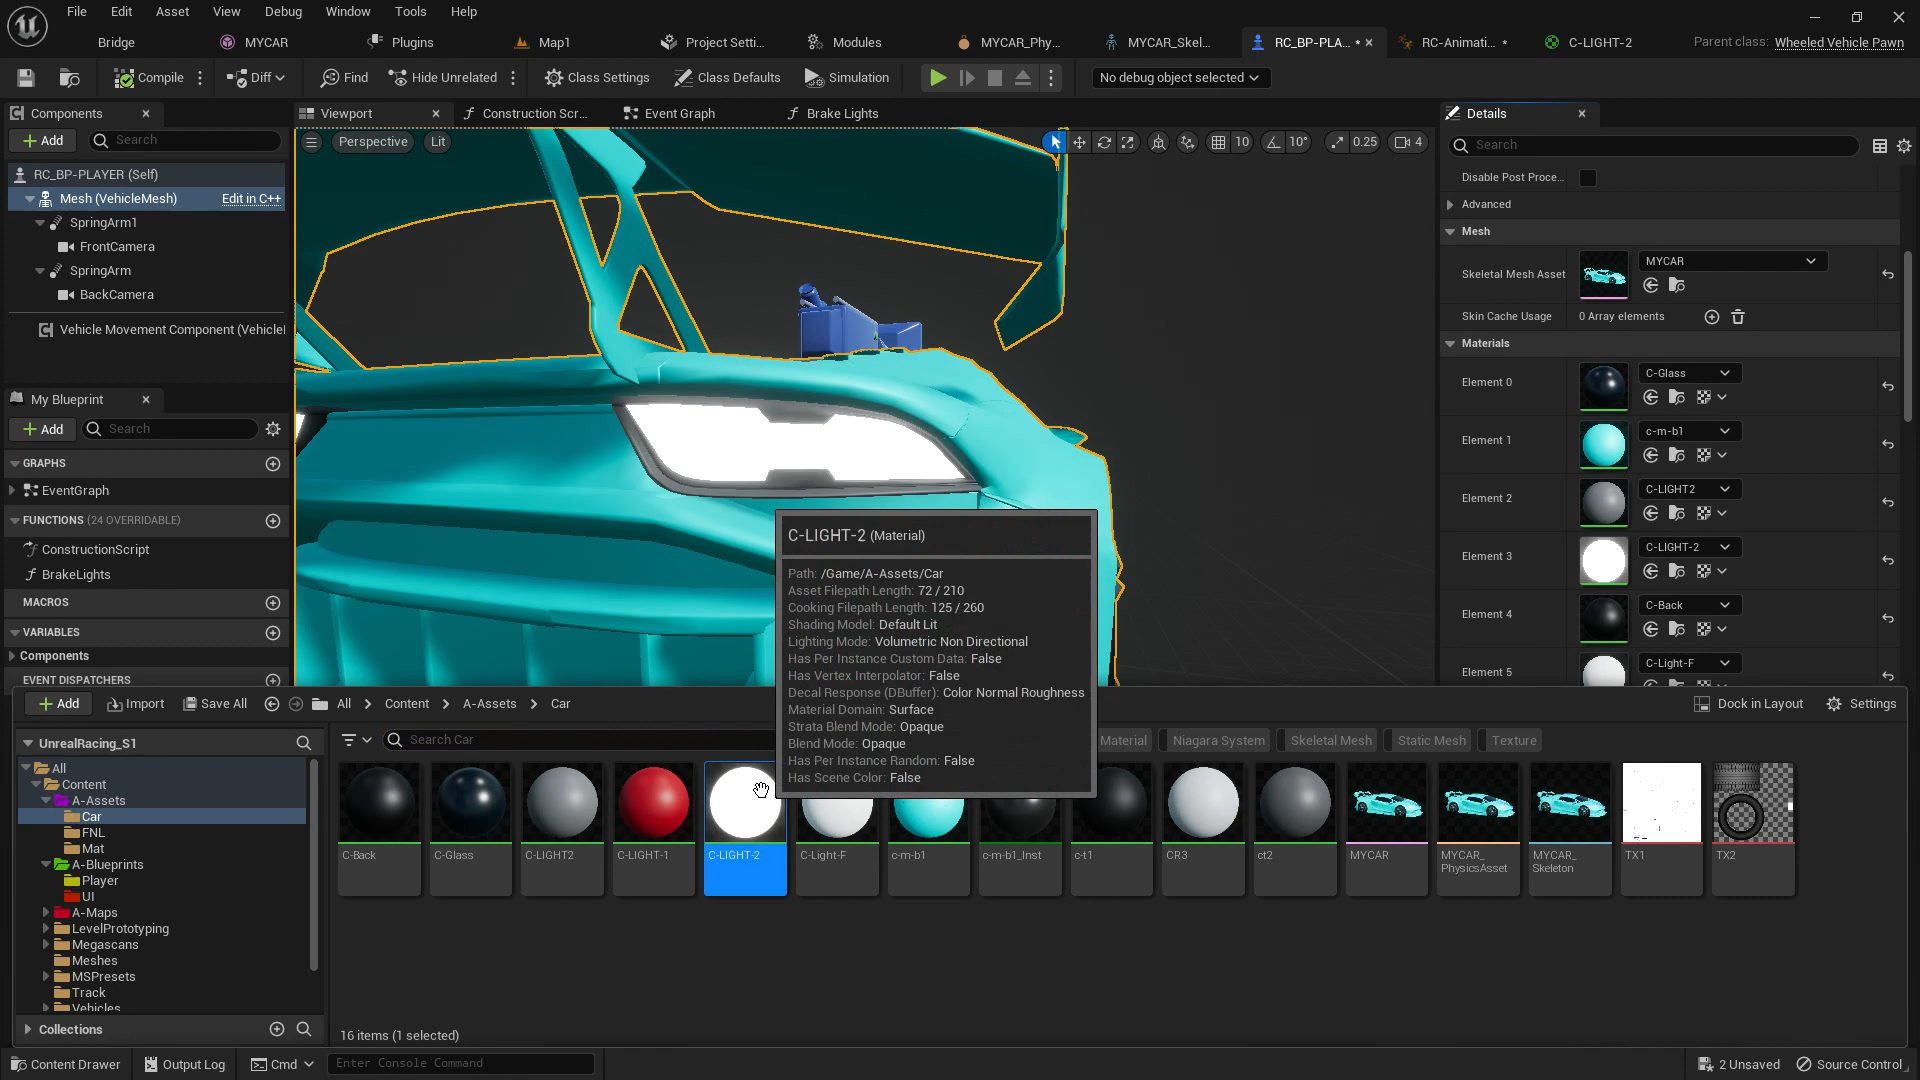 File Edit Asset View Debug Window Tools Help
Bridge MYCAR Plugins Map1 Project Setti... Modules MYCAR_Phy... MYCAR_Skel... RC_BP-PLA... RC-Animati... C-LIGHT-2 Parent class: Wheeled Vehicle Pawn
Compile Diff Find Hide Unrelated Class Settings Class Defaults Simulation No debug object selected
Components
Add Search
RC_BP-PLAYER (Self)
Mesh (VehicleMesh) Edit in C++
SpringArm1
FrontCamera
SpringArm
BackCamera
Vehicle Movement Component (Vehicle
My Blueprint
Add Search
GRAPHS
EventGraph
FUNCTIONS (24 OVERRIDABLE)
ConstructionScript
BrakeLights
MACROS
VARIABLES
Components
EVENT DISPATCHERS
Viewport Construction Scr... Event Graph Brake Lights
Perspective Lit 10 10° 0.25 4
C-LIGHT-2 (Material)
Path: /Game/A-Assets/Car
Asset Filepath Length: 72 / 210
Cooking Filepath Length: 125 / 260
Shading Model: Default Lit
Lighting Mode: Volumetric Non Directional
Has Per Instance Custom Data: False
Has Vertex Interpolator: False
Decal Response (DBuffer): Color Normal Roughness
Material Domain: Surface
Strata Blend Mode: Opaque
Blend Mode: Opaque
Has Per Instance Random: False
Has Scene Color: False
Details
Search
Disable Post Proce...
Advanced
Mesh
Skeletal Mesh Asset MYCAR
Skin Cache Usage 0 Array elements
Materials
Element 0 C-Glass
Element 1 c-m-b1
Element 2 C-LIGHT2
Element 3 C-LIGHT-2
Element 4 C-Back
Element 5 C-Light-F
Add Import Save All All Content A-Assets Car Dock in Layout Settings
UnrealRacing_S1
All
Content
A-Assets
Car
FNL
Mat
A-Blueprints
Player
UI
A-Maps
LevelPrototyping
Megascans
Meshes
MSPresets
Track
Vehicles
Collections
Search Car Material Niagara System Skeletal Mesh Static Mesh Texture
C-Back C-Glass C-LIGHT2 C-LIGHT-1 C-LIGHT-2 C-Light-F c-m-b1 c-m-b1_Inst c-t1 CR3 ct2 MYCAR MYCAR_ MYCAR_ TX1 TX2
PhysicsAsset Skeleton
16 items (1 selected)
Content Drawer Output Log Cmd Enter Console Command 2 Unsaved Source Control